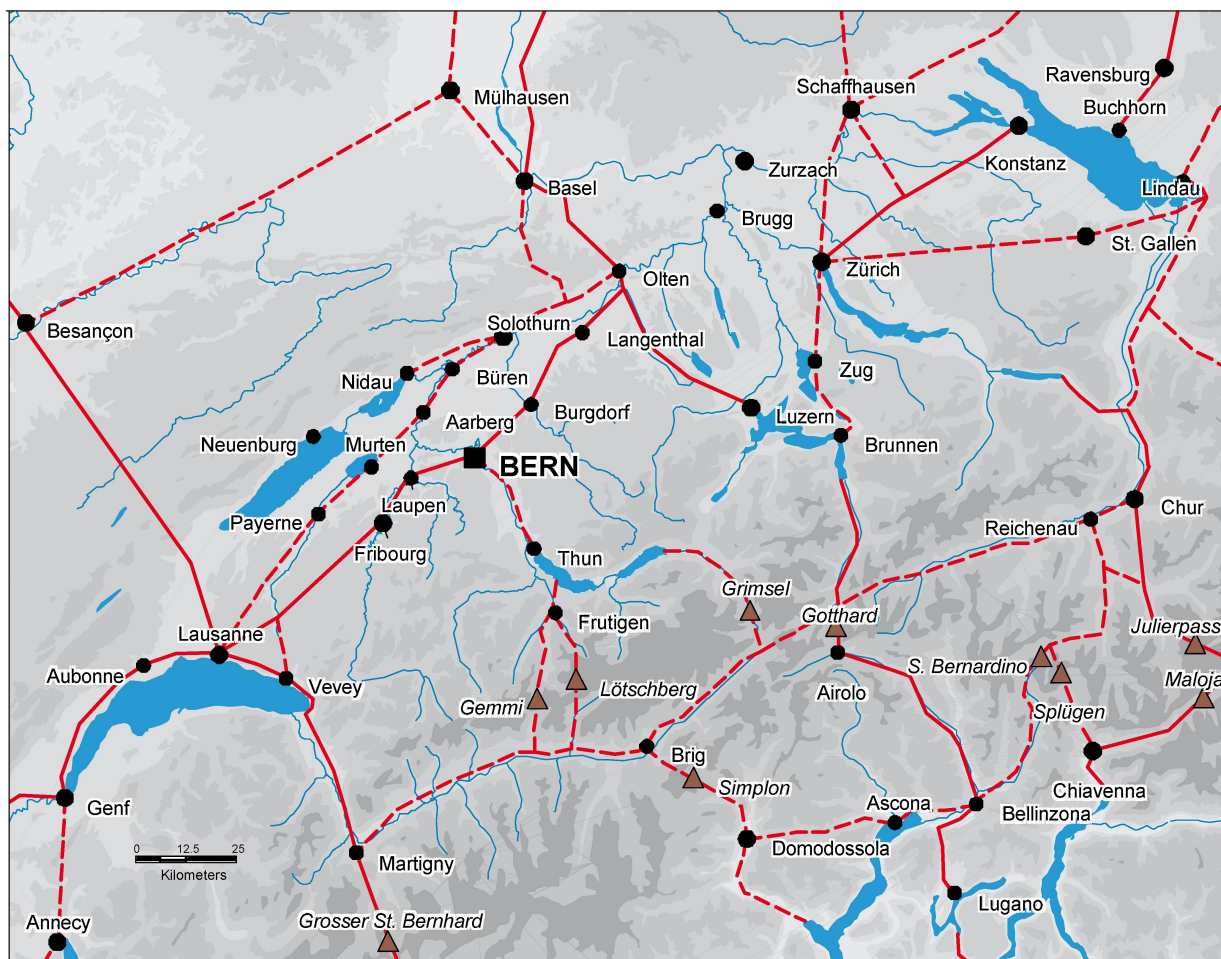 Ravensburg
Schaffhausen
Mülhausen
Buchhorn
Konstanz
Zurzach
Basel
Lindau
Brugg
St. Gallen
Zürich
Olten
Besançon
Solothurn
Langenthal
Zug
Nidau
Büren
Burgdorf
Luzern
Aarberg
Neuenburg
Murten
Brunnen
BERN
Laupen
Chur
Payerne
Reichenau
Fribourg
Thun
Grimsel
Gotthard
Frutigen
Julierpass
Lausanne
S. Bernardino
Aubonne
Vevey
Lötschberg
Airolo
Maloja
Gemmi
Splügen
Brig
Simplon
Chiavenna
Genf
Ascona
Bellinzona
0 12.5 25
Kilometers
Martigny
Domodossola
Lugano
Grosser St. Bernhard
Annecy